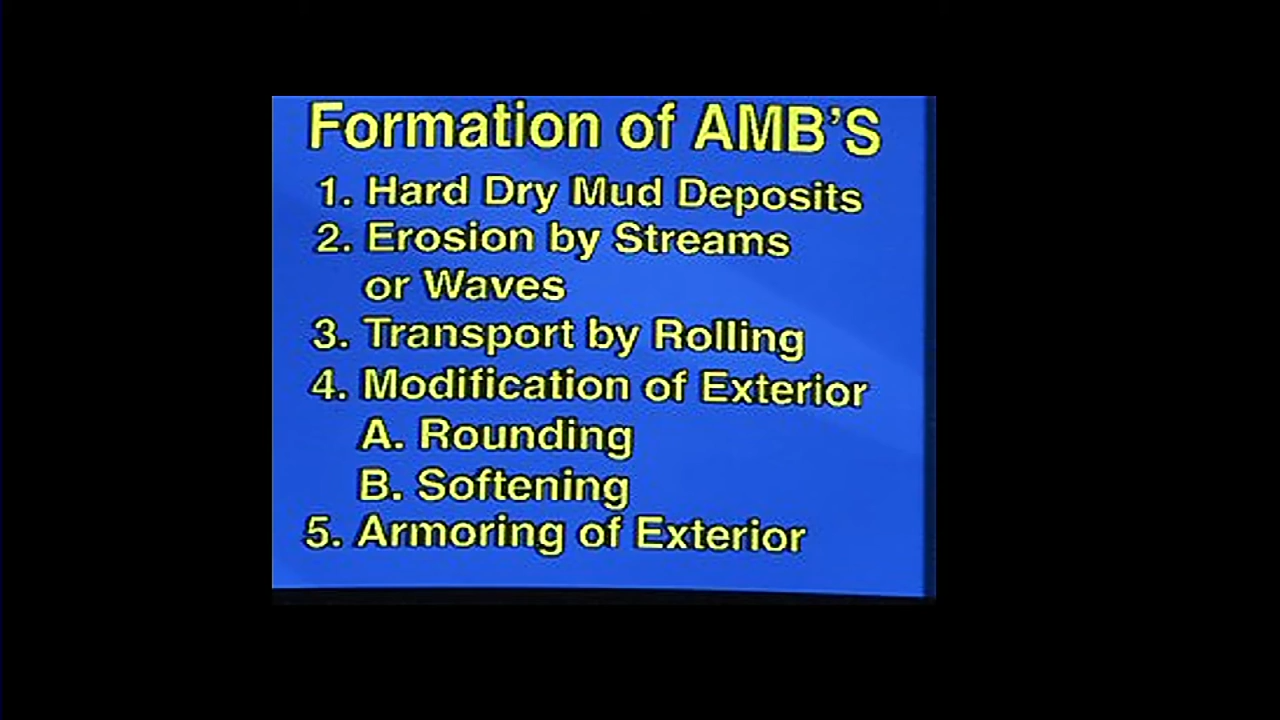 Formation of AMB'S
1. Hard Dry Mud Deposits
2. Erosion by Streams
or Waves
3. Transport by Rolling
4. Modification of Exterior
A. Rounding
B. Softening
5. Armoring of Exterior